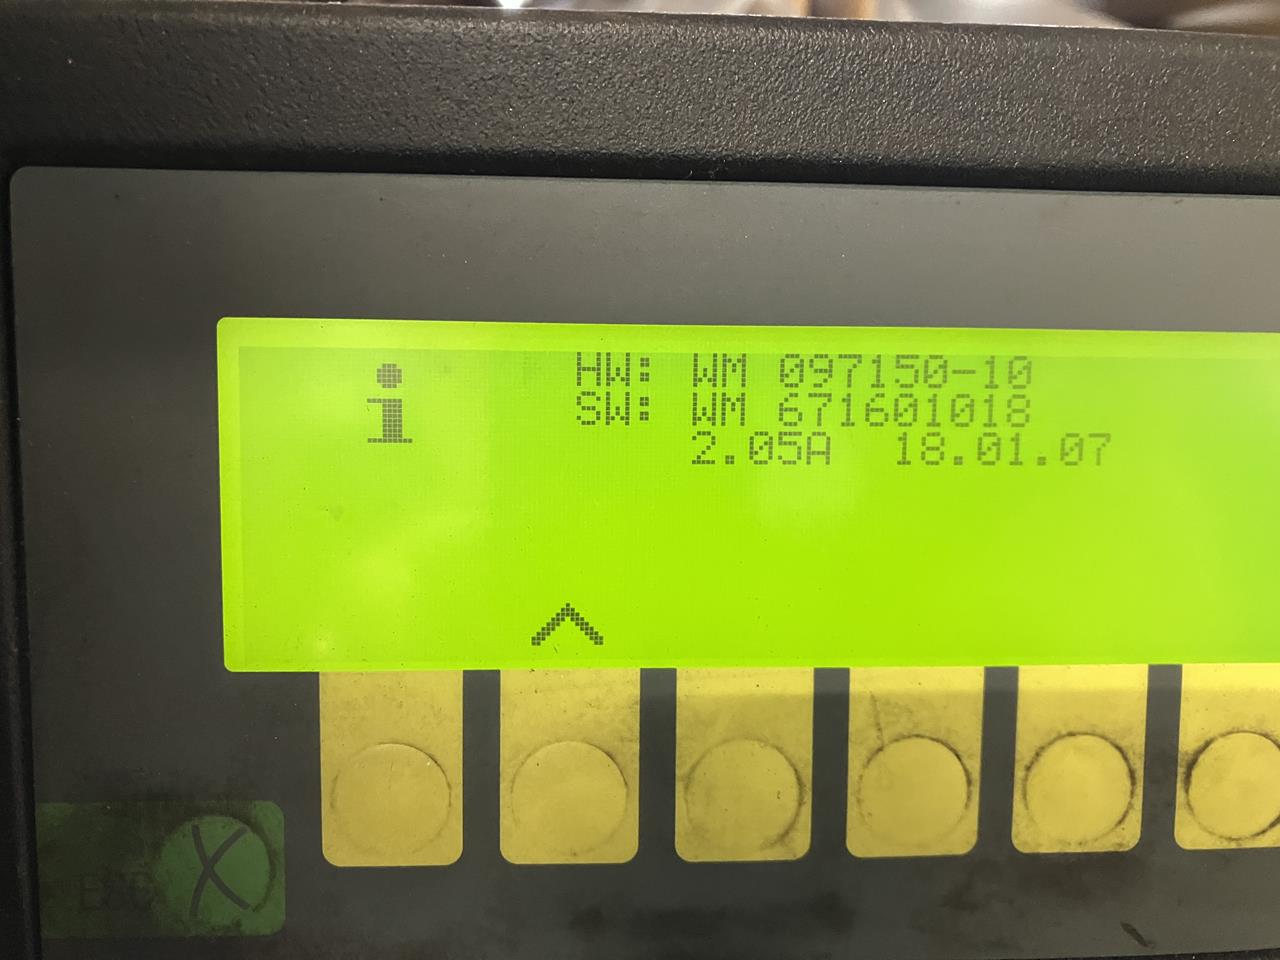 i
HW: WM 097150-10
SW: WM 671601018
2.05A 18.01.07
X